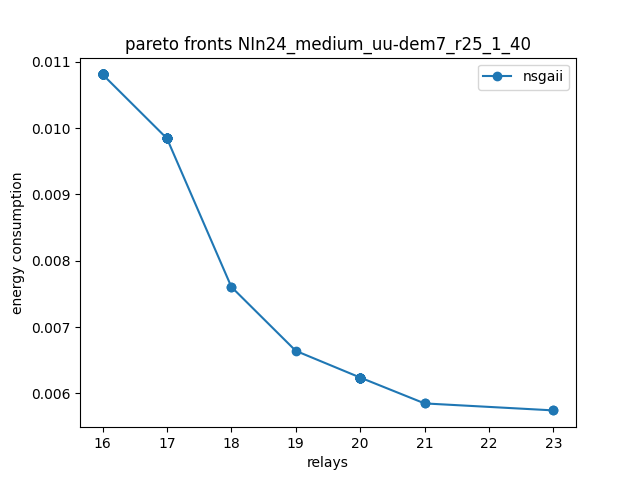 pareto fronts NIn24_medium_uu-dem7_r25_1_40
nsgaii
energy consumption
0.011
0.010
0.009
0.008
0.007
0.006
16 17 18 19 20 21 22 23
relays